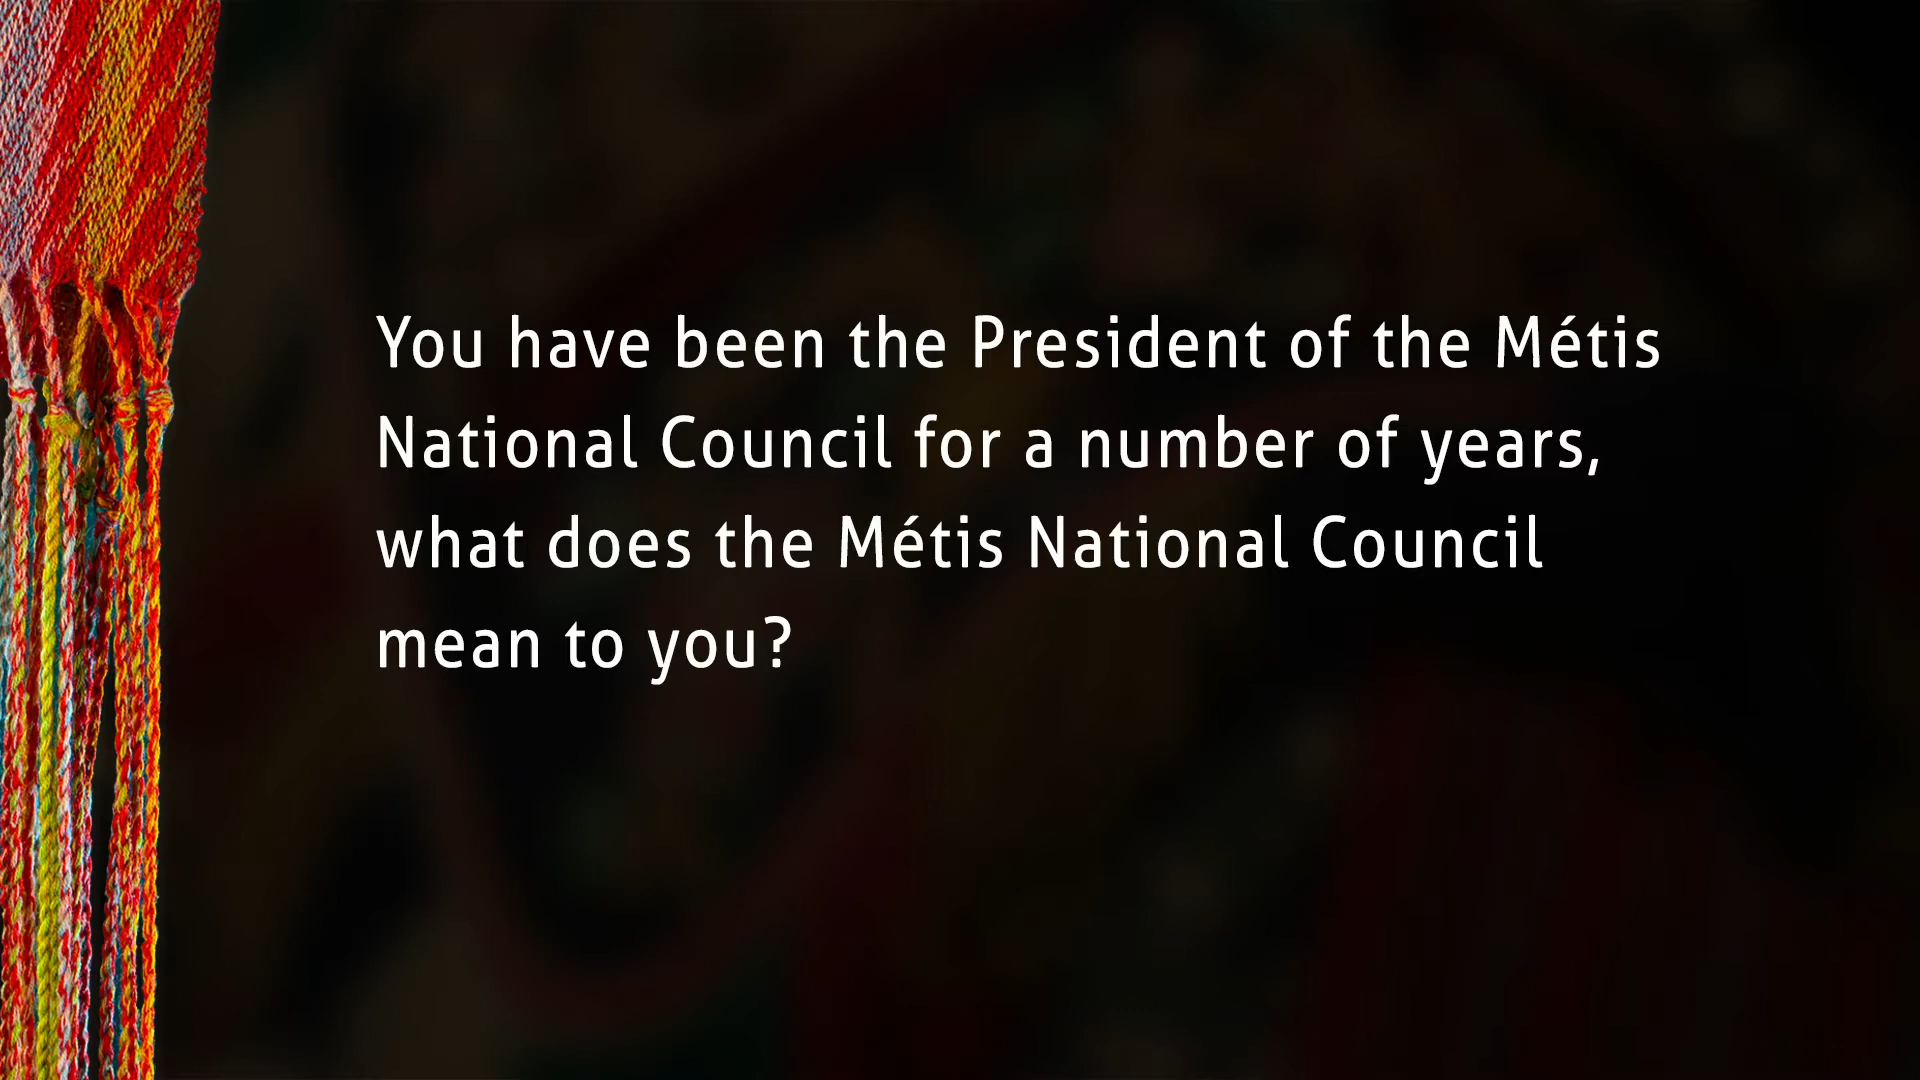 You have been the President of the Métis
National Council for a number of years,
what does the Métis National Council
mean to you?